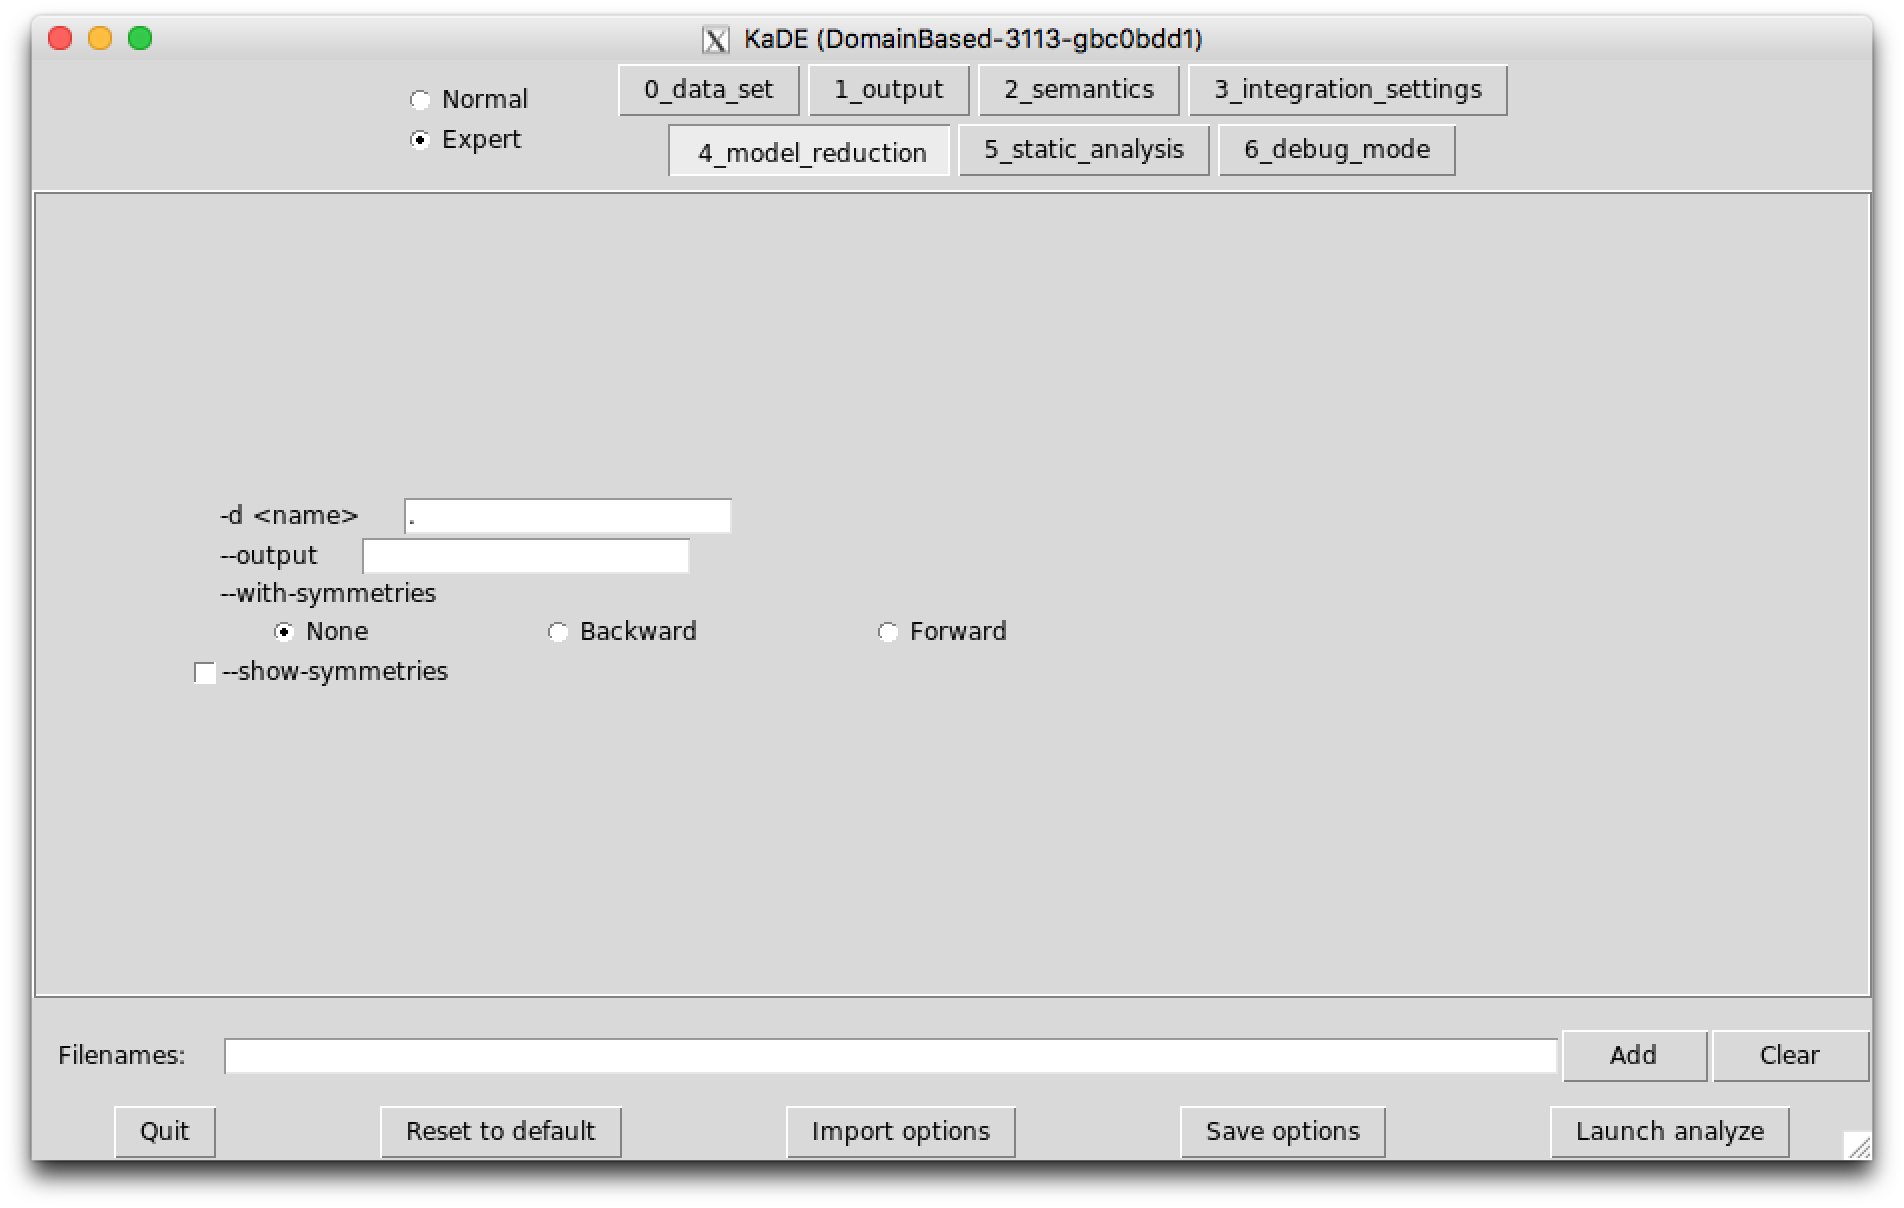 KaDE (DomainBased-3113-gbc0bdd1)
Normal
Expert
0_data_set 1_output 2_semantics 3_integration_settings
4_model_reduction 5_static_analysis 6_debug_mode
-d <name> .
--output
--with-symmetries
None Backward Forward
--show-symmetries
Filenames: Add Clear
Quit Reset to default Import options Save options Launch analyze